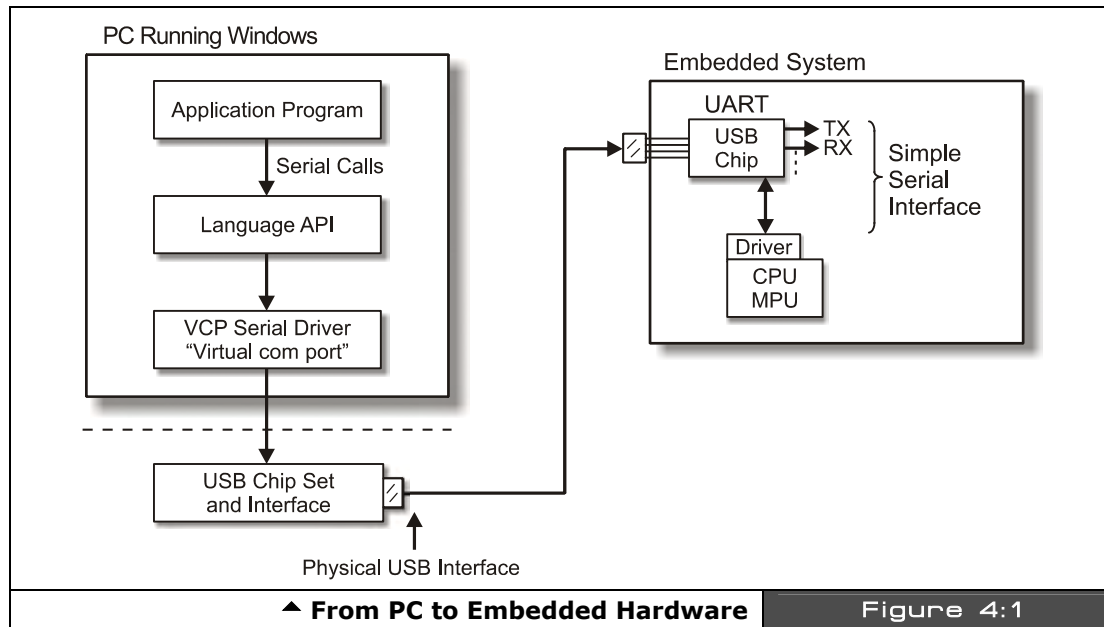 PC Running Windows
Application Program
Serial Calls
Language API
VCP Serial Driver
“Virtual com port”
USB Chip Set
and Interface
Physical USB Interface
Embedded System
UART
USB
Chip
TX
RX
Simple
Serial
Interface
Driver
CPU
MPU
From PC to Embedded Hardware
Figure 4:1